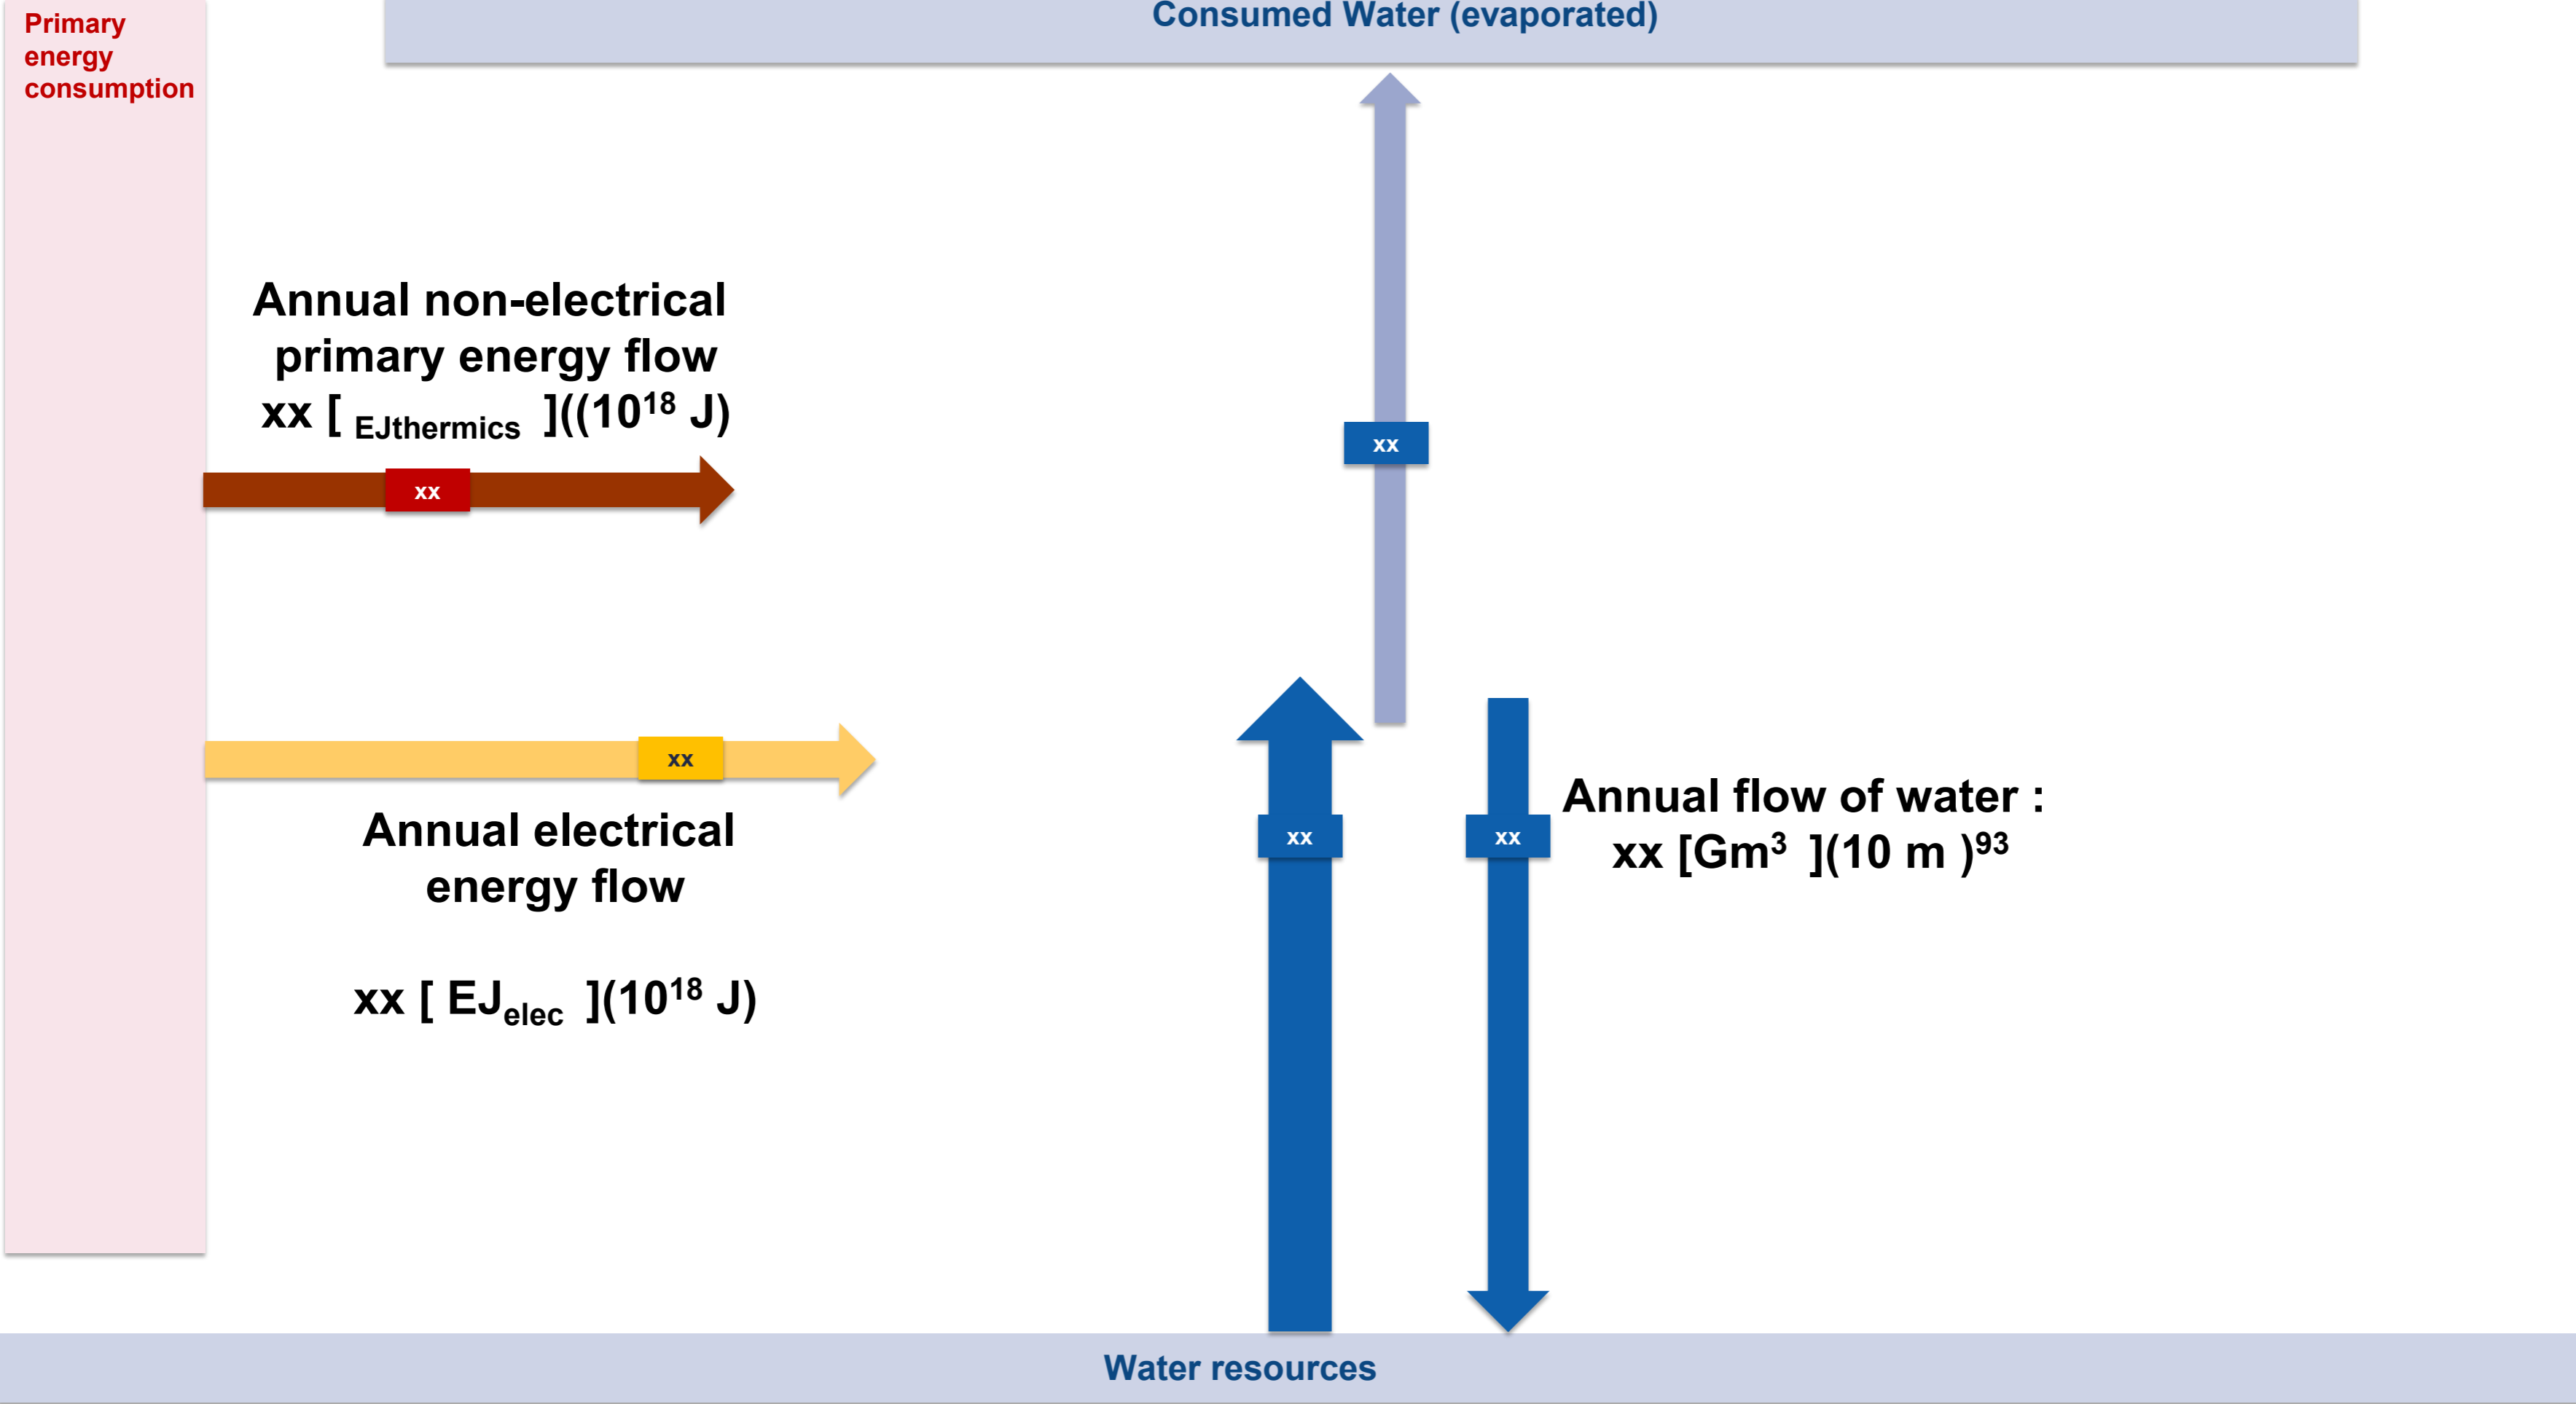 Primary
energy
consumption
Consumed Water (evaporated)
Annual non-electrical
primary energy flow
xx [ EJthermics ]((10¹⁸ J)
xx
xx
xx
Annual electrical
energy flow
xx [ EJelec ](10¹⁸ J)
xx
xx
Annual flow of water :
xx [Gm³ ](10 m )⁹³
Water resources